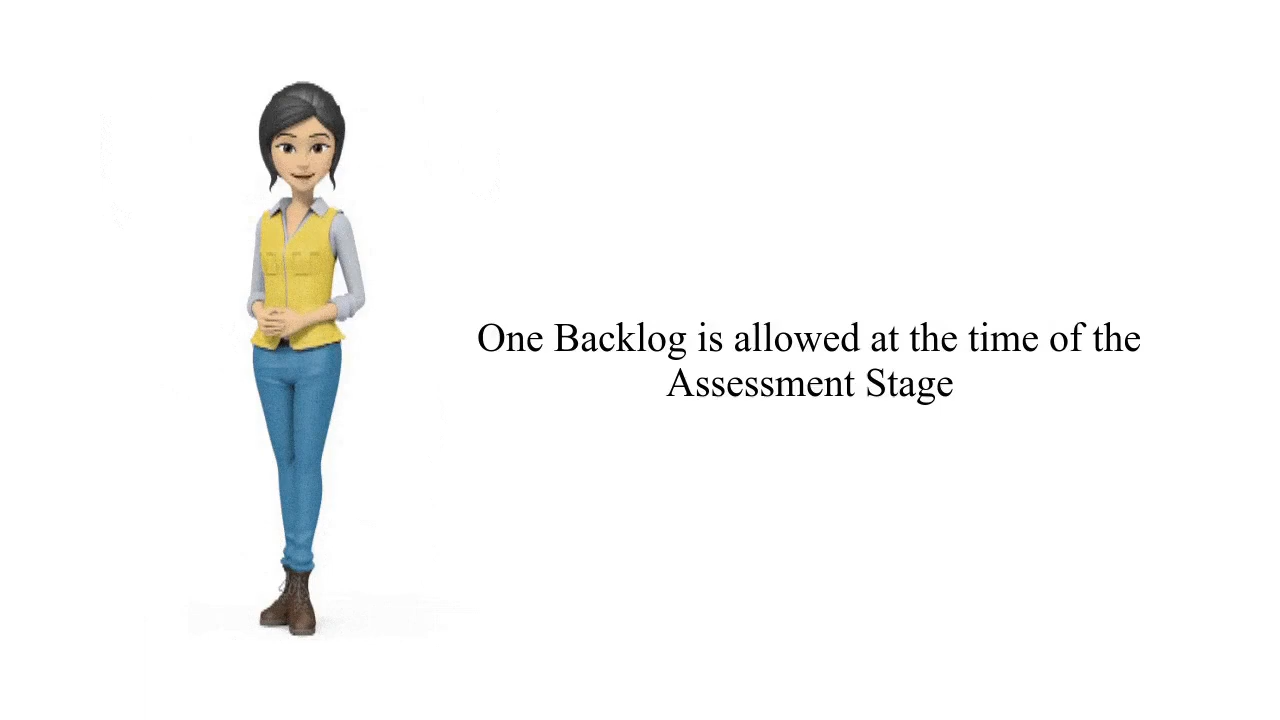 One Backlog is allowed at the time of the
Assessment Stage